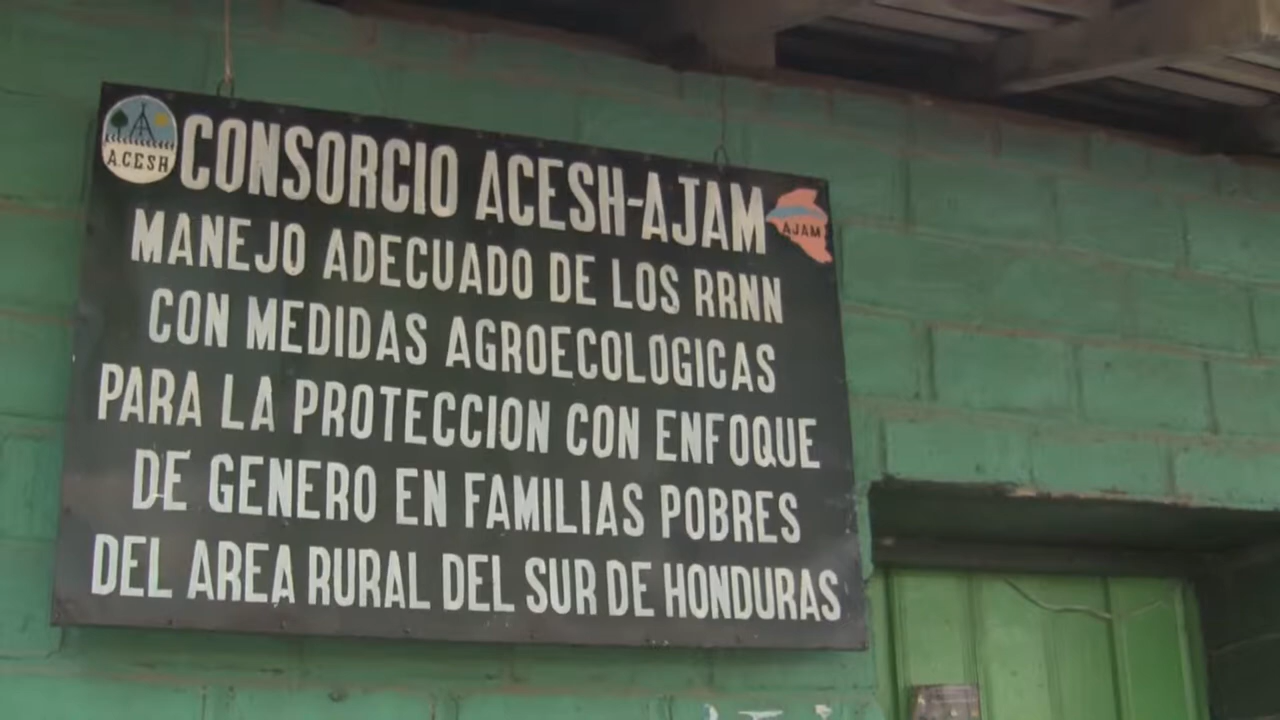 A.C.E.S.H
CONSORCIO ACESH-AJAM
AJAM
MANEJO ADECUADO DE LOS RRNN
CON MEDIDAS AGROECOLOGICAS
PARA LA PROTECCION CON ENFOQUE
DE GENERO EN FAMILIAS POBRES
DEL AREA RURAL DEL SUR DE HONDURAS